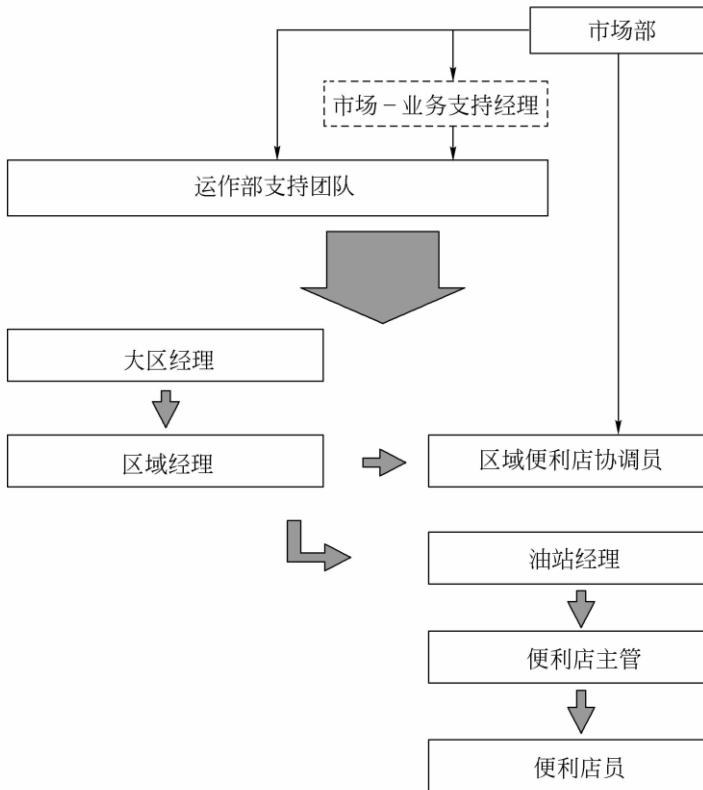 市场部
市场－业务支持经理
运作部支持团队
大区经理
区域经理
区域便利店协调员
油站经理
便利店主管
便利店员